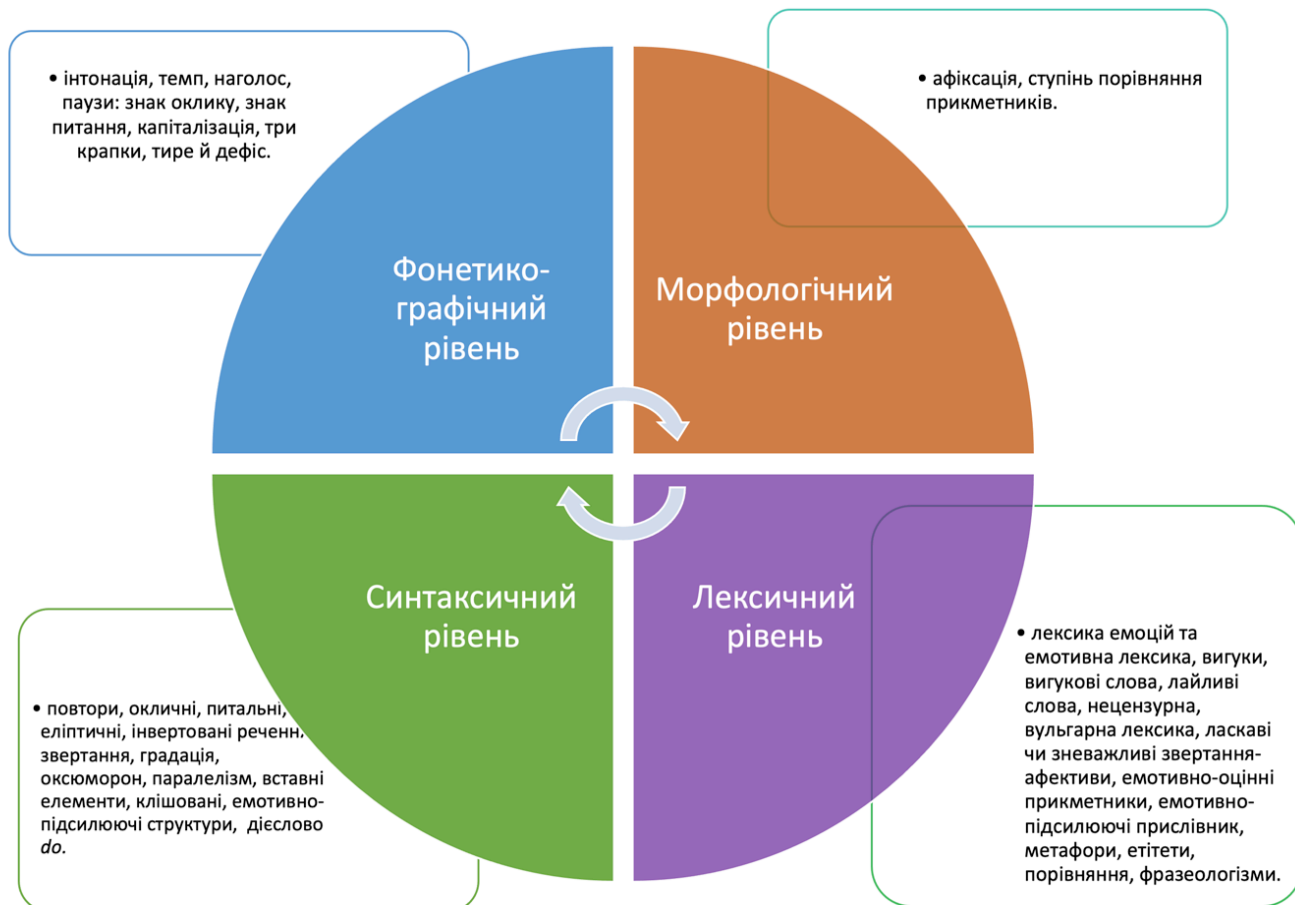 • інтонація, темп, наголос,
паузи: знак оклику, знак
питання, капіталізація, три
крапки, тире й дефіс.
• афіксація, ступінь порівняння
прикметників.
Фонетико-
графічний
рівень
Морфологічний
рівень
Синтаксичний
рівень
Лексичний
рівень
• повтори, окличні, питальні,
еліптичні, інвертовані реченн
звертання, градація,
оксюморон, паралелізм, вставні
елементи, клішовані, емотивно-
підсилюючі структури, дієслово
do.
• лексика емоцій та
емотивна лексика, вигуки,
вигукові слова, лайливі
слова, нецензурна,
вульгарна лексика, ласкаві
чи зневажливі звертання-
афективи, емотивно-оцінні
прикметники, емотивно-
підсилюючі прислівник,
метафори, етітети,
порівняння, фразеологізми.